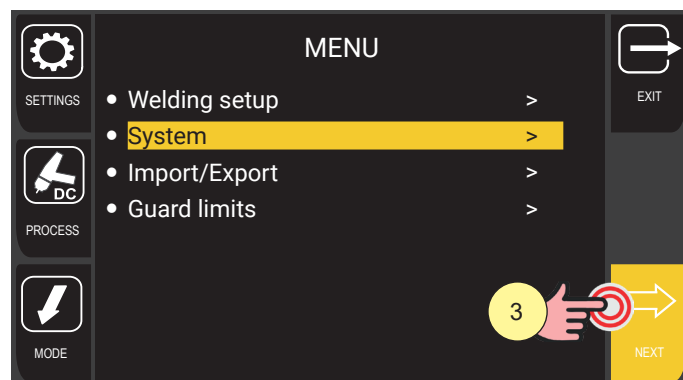 MENU
SETTINGS
EXIT
• Welding setup >
• System >
• Import/Export >
• Guard limits >
DC
PROCESS
MODE
3
NEXT